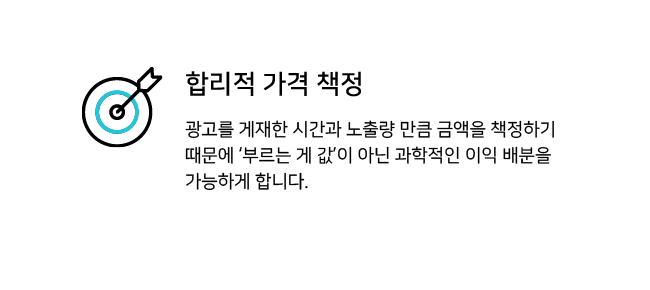 합리적 가격 책정
광고를 게재한 시간과 노출량 만큼 금액을 책정하기
때문에 '부르는 게 값'이 아닌 과학적인 이익 배분을
가능하게 합니다.